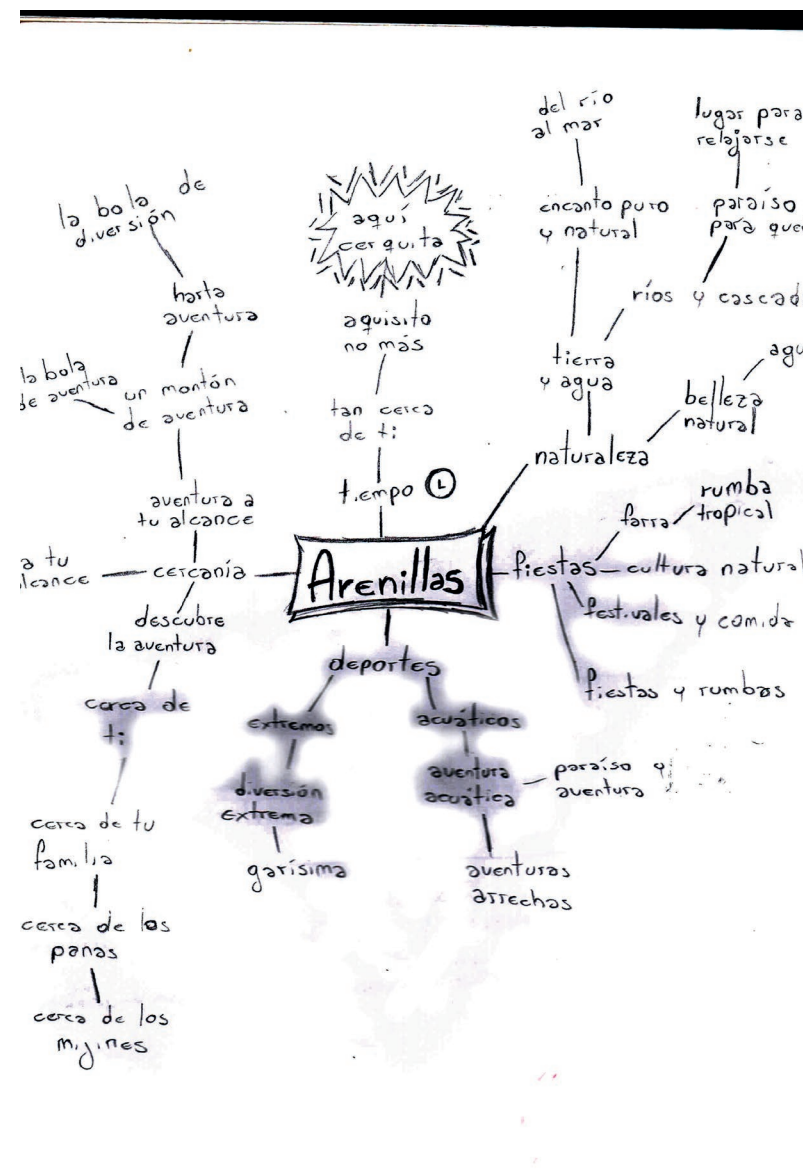 del río
al mar
lugar para
relajarse
la bola de
diversión
aquí
cerquita
encanto puro
y natural
paraíso
para que
harta
aventura
ríos y cascad
aquisito
no más
tierra
y agua
agu
la bola
de aventura
un montón
de aventura
belleza
natural
tan cerca
de ti
naturaleza
tiempo L
aventura a
tu alcance
rumba
tropical
farra
a tu
alcance
cercanía
Arenillas
fiestas
cultura natural
descubre
la aventura
festivales y comida
deportes
fiestas y rumbas
cerca de
ti
extremos
acuáticos
diversión
extrema
aventura
acuática
paraíso y
aventura
cerca de tu
familia
garísima
aventuras
arrechas
cerca de los
panas
cerca de los
mijines